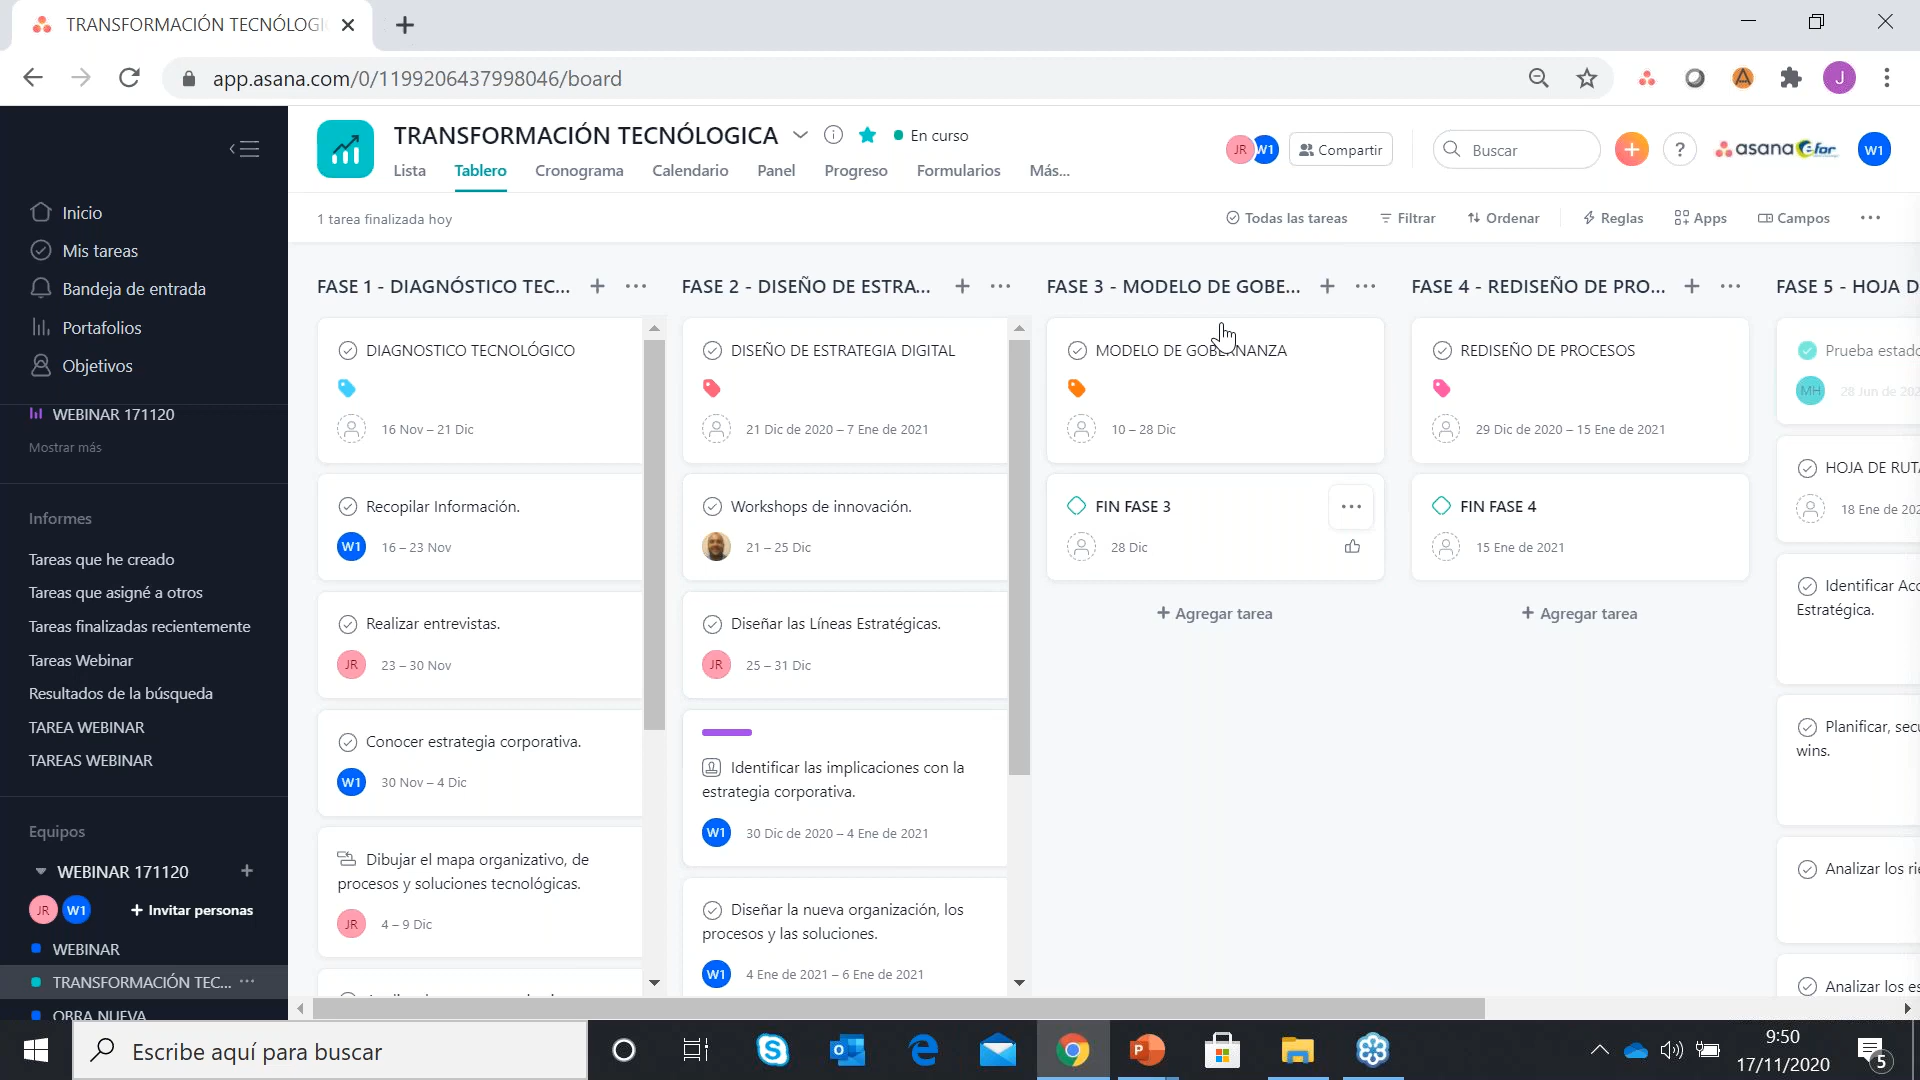 TRANSFORMACIÓN TECNÓLOGI
app.asana.com/0/1199206437998046/board
J
TRANSFORMACIÓN TECNÓLOGICA
En curso
Lista
Tablero
Cronograma
Calendario
Panel
Progreso
Formularios
Más...
JR
W1
Compartir
Buscar
?
asana efor
W1
Inicio
Mis tareas
Bandeja de entrada
Portafolios
Objetivos
WEBINAR 171120
Mostrar más
Informes
Tareas que he creado
Tareas que asigné a otros
Tareas finalizadas recientemente
Tareas Webinar
Resultados de la búsqueda
TAREA WEBINAR
TAREAS WEBINAR
Equipos
WEBINAR 171120
JR
W1
+ Invitar personas
WEBINAR
TRANSFORMACIÓN TEC...
OBRA NUEVA
1 tarea finalizada hoy
Todas las tareas
Filtrar
Ordenar
Reglas
Apps
Campos
FASE 1 - DIAGNÓSTICO TEC...
DIAGNOSTICO TECNOLÓGICO
16 Nov – 21 Dic
Recopilar Información.
W1
16 – 23 Nov
Realizar entrevistas.
JR
23 – 30 Nov
Conocer estrategia corporativa.
W1
30 Nov – 4 Dic
Dibujar el mapa organizativo, de
procesos y soluciones tecnológicas.
JR
4 – 9 Dic
FASE 2 - DISEÑO DE ESTRA...
DISEÑO DE ESTRATEGIA DIGITAL
21 Dic de 2020 – 7 Ene de 2021
Workshops de innovación.
21 – 25 Dic
Diseñar las Líneas Estratégicas.
JR
25 – 31 Dic
Identificar las implicaciones con la
estrategia corporativa.
W1
30 Dic de 2020 – 4 Ene de 2021
Diseñar la nueva organización, los
procesos y las soluciones.
W1
4 Ene de 2021 – 6 Ene de 2021
FASE 3 - MODELO DE GOBE...
MODELO DE GOBERNANZA
10 – 28 Dic
FIN FASE 3
28 Dic
+ Agregar tarea
FASE 4 - REDISEÑO DE PRO...
REDISEÑO DE PROCESOS
29 Dic de 2020 – 15 Ene de 2021
FIN FASE 4
15 Ene de 2021
+ Agregar tarea
FASE 5 - HOJA D
Prueba estado
MH
28 Jun de 202
HOJA DE RUTA
18 Ene de 202
Identificar Acc
Estratégica.
Planificar, secu
wins.
Analizar los rie
Analizar los es
Escribe aquí para buscar
9:50
17/11/2020
5